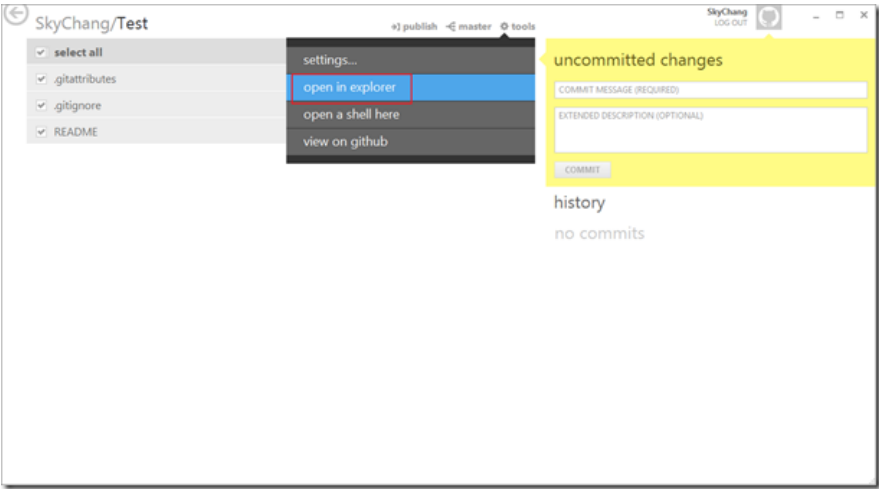 SkyChang/Test
publish master tools
SkyChang
LOG OUT
select all
.gitattributes
.gitignore
README
settings...
open in explorer
open a shell here
view on github
uncommitted changes
COMMIT MESSAGE (REQUIRED)
EXTENDED DESCRIPTION (OPTIONAL)
COMMIT
history
no commits